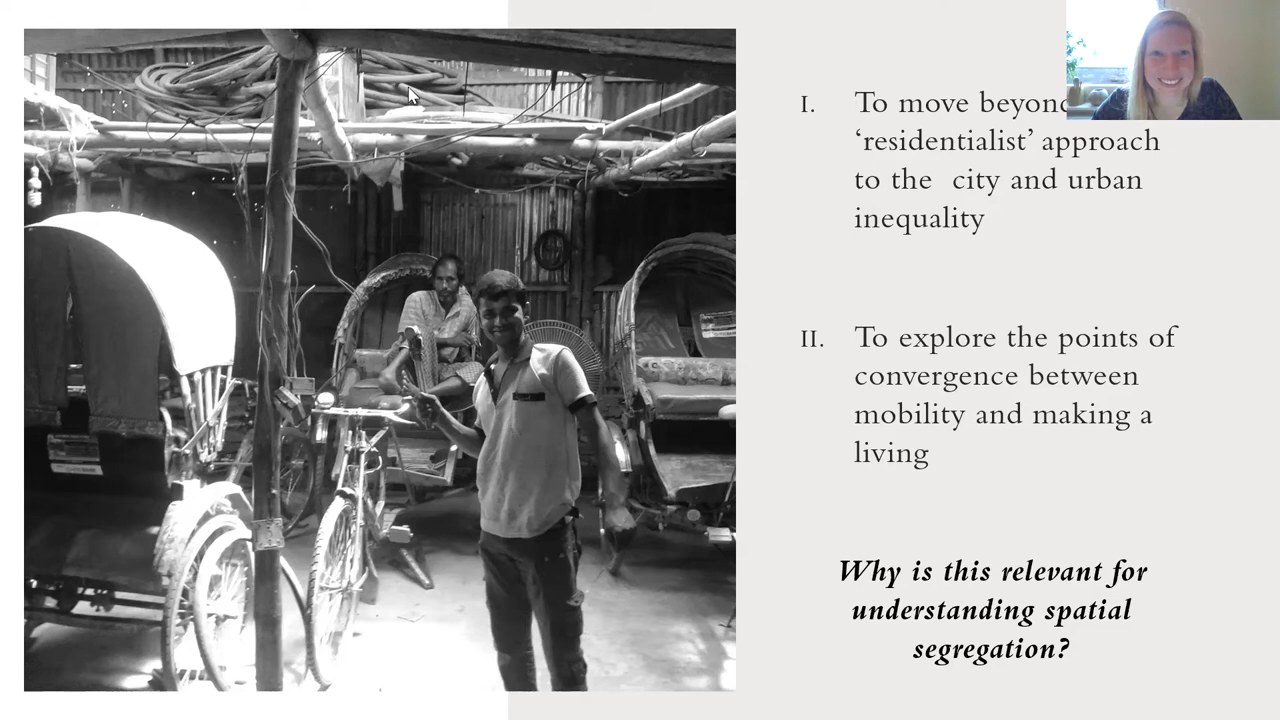 I. To move beyond
‘residentialist’ approach
to the city and urban
inequality
II. To explore the points of
convergence between
mobility and making a
living
Why is this relevant for
understanding spatial
segregation?